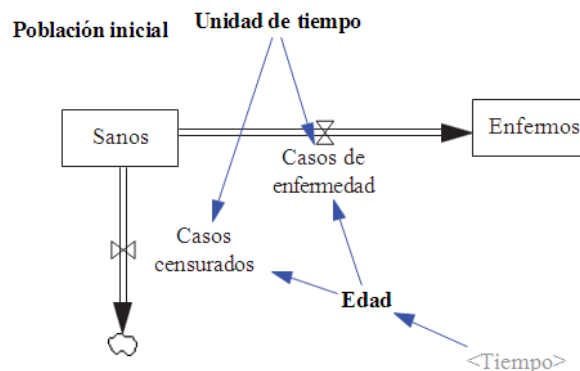 Población inicial
Unidad de tiempo
Sanos
Enfermos
Casos de
enfermedad
Casos
censurados
Edad
<Tiempo>